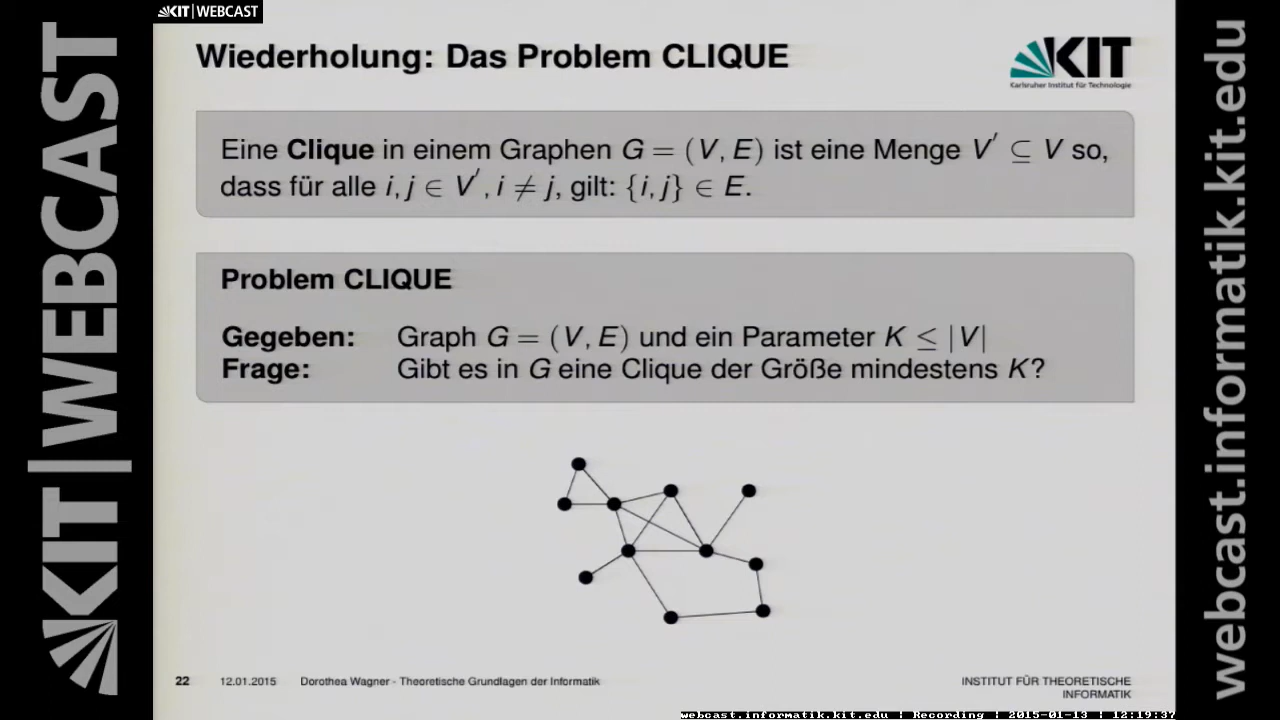 KIT | WEBCAST
KIT|WEBCAST
Wiederholung: Das Problem CLIQUE
KIT
Karlsruher Institut für Technologie
Eine Clique in einem Graphen G = (V, E) ist eine Menge V′ ⊆ V so,
dass für alle i, j ∈ V′, i ≠ j, gilt: {i, j} ∈ E.
Problem CLIQUE
Gegeben: Graph G = (V, E) und ein Parameter K ≤ |V|
Frage: Gibt es in G eine Clique der Größe mindestens K?
22 12.01.2015 Dorothea Wagner - Theoretische Grundlagen der Informatik
INSTITUT FÜR THEORETISCHE
INFORMATIK
webcast.informatik.kit.edu | Recording | 2015-01-13 | 12:19:37
webcast.informatik.kit.edu